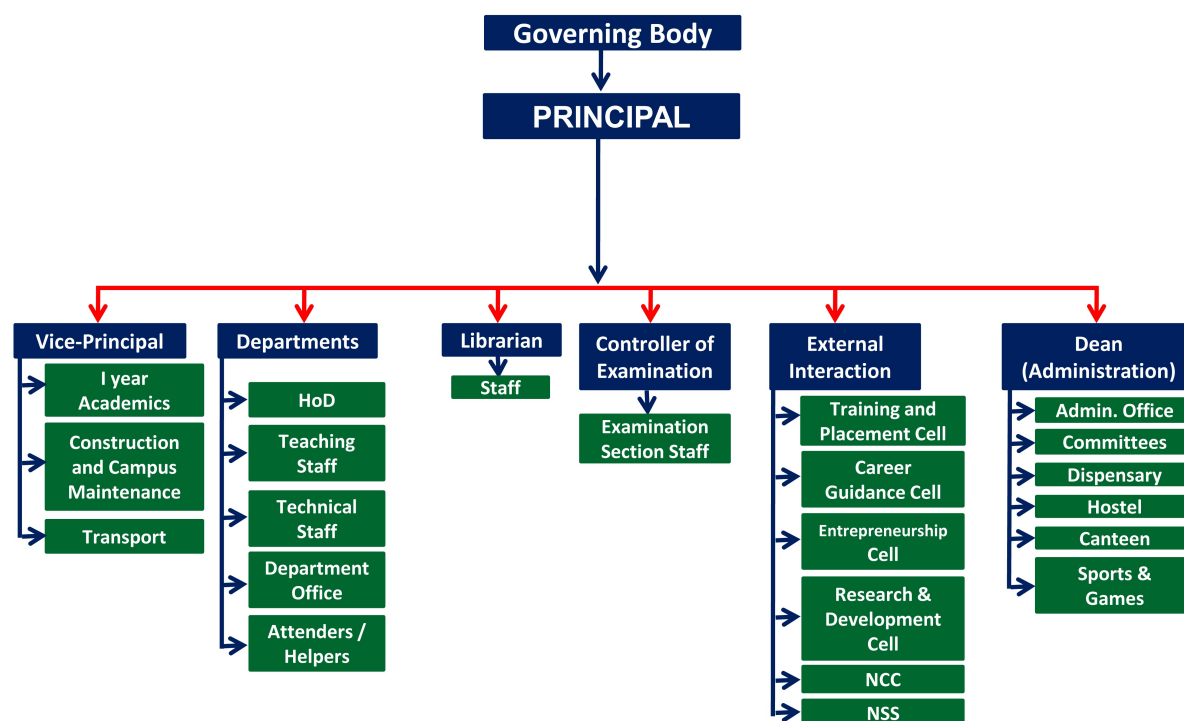 Governing Body
PRINCIPAL
Vice-Principal
I year
Academics
Construction
and Campus
Maintenance
Transport
Departments
HoD
Teaching
Staff
Technical
Staff
Department
Office
Attenders /
Helpers
Librarian
Staff
Controller of
Examination
Examination
Section Staff
External
Interaction
Training and
Placement Cell
Career
Guidance Cell
Entrepreneurship
Cell
Research &
Development
Cell
NCC
NSS
Dean
(Administration)
Admin. Office
Committees
Dispensary
Hostel
Canteen
Sports &
Games